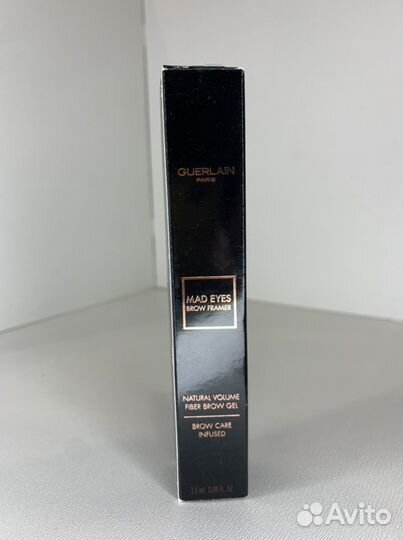 GUERLAIN
PARIS
MAD EYES
BROW FRAMER
NATURAL VOLUME
FIBER BROW GEL
BROW CARE
INFUSED
Avito